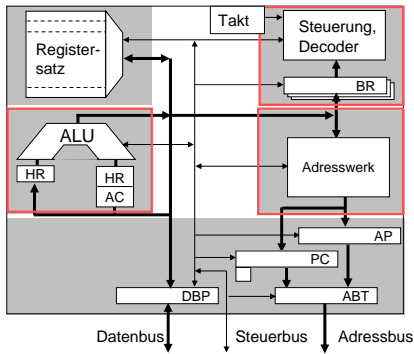 Takt
Steuerung,
Decoder
Register-
satz
BR
ALU
HR
HR
AC
Adresswerk
AP
PC
DBP
ABT
Datenbus
Steuerbus
Adressbus